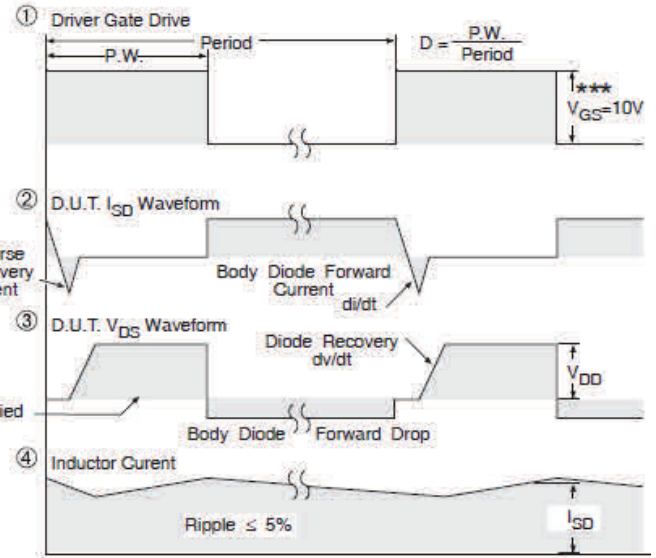 ① Driver Gate Drive
Period
P.W.
D = P.W. / Period
***
VGS=10V
② D.U.T. ISD Waveform
Body Diode Forward
Current
di/dt
③ D.U.T. VDS Waveform
Diode Recovery
dv/dt
VDD
Body Diode Forward Drop
④ Inductor Curent
Ripple ≤ 5%
ISD